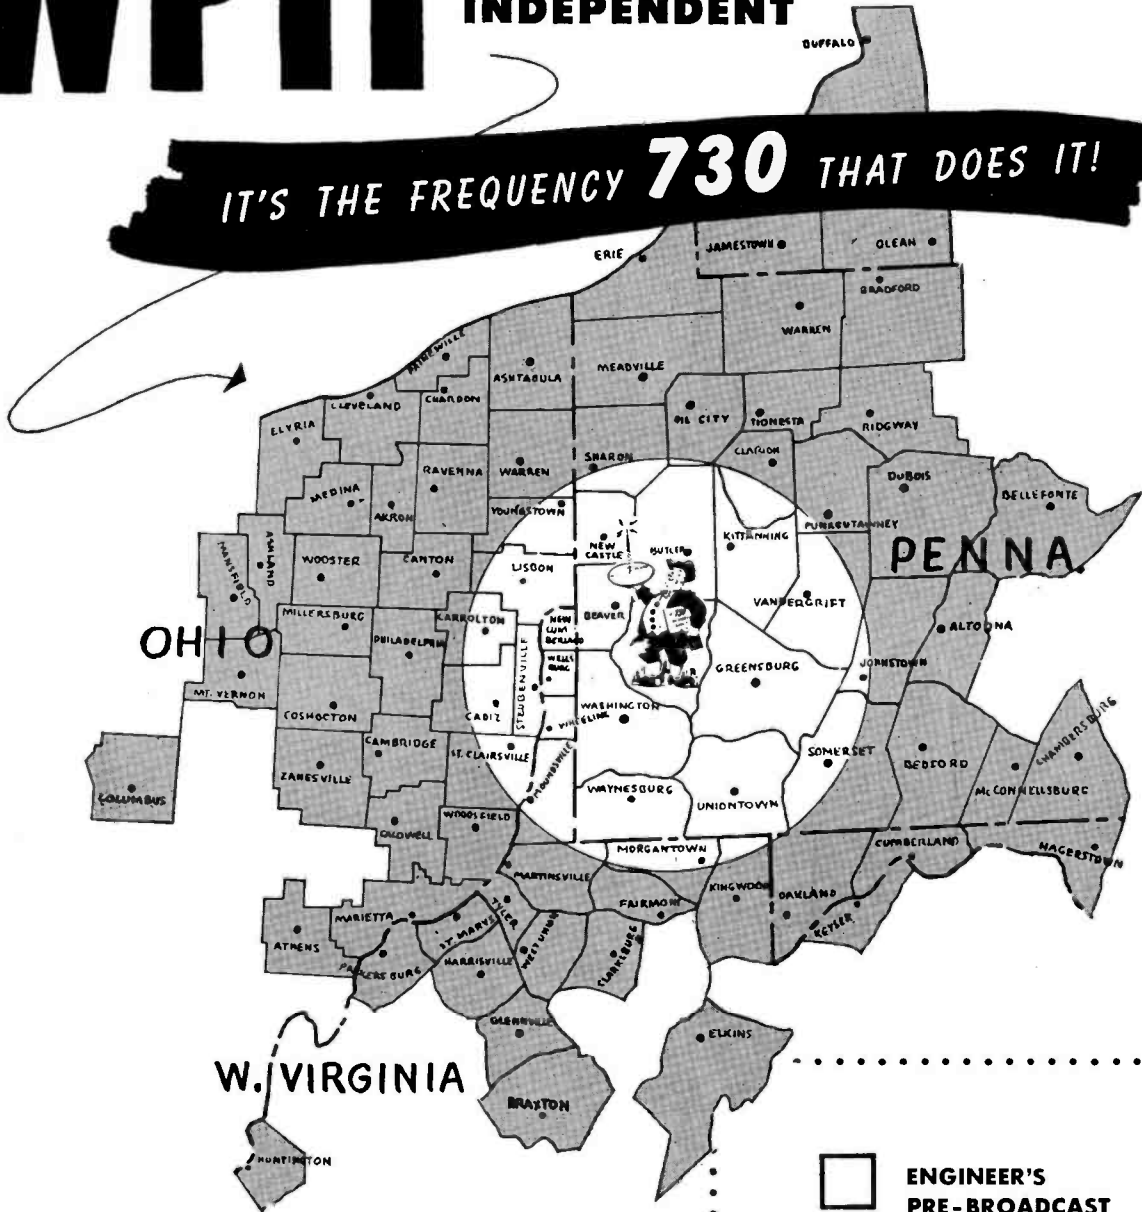 WPIT
INDEPENDENT
IT'S THE FREQUENCY 730 THAT DOES IT!
BUFFALO
ERIE
JAMESTOWN
OLEAN
BRADFORD
WARREN
PAINESVILLE
ASHTABULA
MEADVILLE
CLEVELAND
CHARDON
OIL CITY
TIONESTA
RIDGWAY
ELYRIA
CLARION
SHARON
RAVENNA
WARREN
MEDINA
AKRON
YOUNGSTOWN
DUBOIS
BELLEFONTE
PUNXSUTAWNEY
KITTANNING
NEW CASTLE
BUTLER
PENNA.
MANSFIELD
ASHLAND
WOOSTER
CANTON
LISBON
MILLERSBURG
CARROLTON
NEW CUMBERLAND
BEAVER
VANDERGRIFT
ALTOONA
OHIO
PHILADELPHIA
STEUBENVILLE
WELLSBURG
GREENSBURG
JOHNSTOWN
MT. VERNON
COSHOCTON
CADIZ
WHEELING
WASHINGTON
CAMBRIDGE
ST. CLAIRSVILLE
MOUNDSVILLE
SOMERSET
BEDFORD
McCONNELLSBURG
CHAMBERSBURG
ZANESVILLE
COLUMBUS
WAYNESBURG
UNIONTOWN
CALDWELL
WOODSFIELD
MORGANTOWN
CUMBERLAND
HAGERSTOWN
MARTINSVILLE
FAIRMONT
KINGWOOD
OAKLAND
KEYSER
MARIETTA
ST. MARYS
TYLER
WEST UNION
CLARKSBURG
ATHENS
PARKERSBURG
HARRISVILLE
GLENNVILLE
ELKINS
W. VIRGINIA
BRAXTON
HUNTINGTON
ENGINEER'S
PRE-BROADCAST